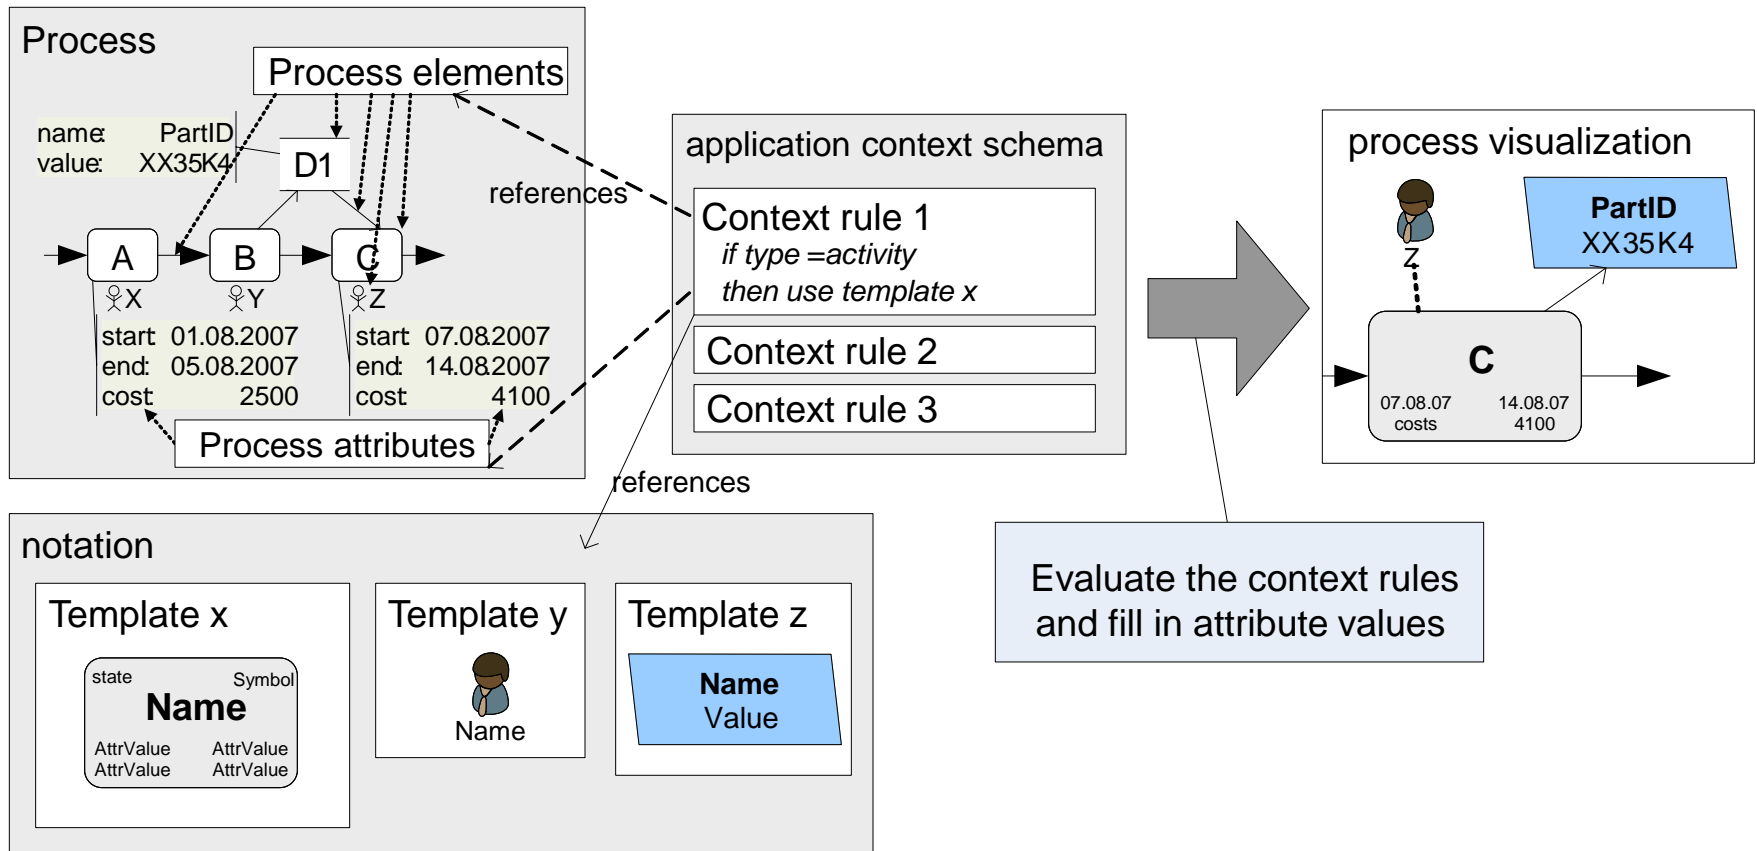 Process
Process elements
name: PartID
value: XX35K4
D1
A
B
C
X
Y
Z
start 01.08.2007
end: 05.08.2007
cost 2500
start 07.08.2007
end: 14.08.2007
cost 4100
Process attributes
references
application context schema
Context rule 1
if type =activity
then use template x
Context rule 2
Context rule 3
references
process visualization
Z
PartID
XX35K4
C
07.08.07 14.08.07
costs 4100
Evaluate the context rules
and fill in attribute values
notation
Template x
state Symbol
Name
AttrValue AttrValue
AttrValue AttrValue
Template y
Name
Template z
Name
Value